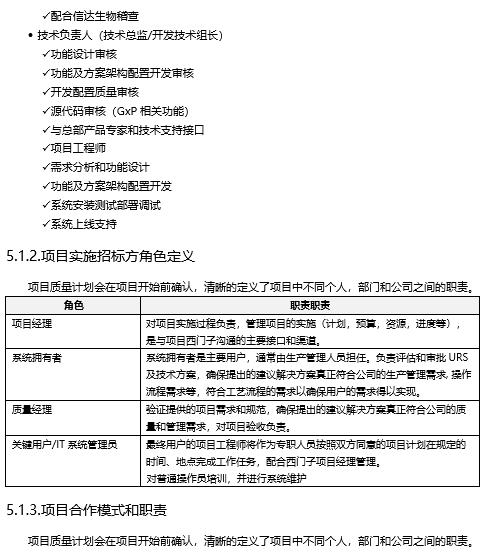 ✓配合信达生物稽查
• 技术负责人（技术总监/开发技术组长）
✓功能设计审核
✓功能及方案架构配置开发审核
✓开发配置质量审核
✓源代码审核（GxP 相关功能）
✓与总部产品专家和技术支持接口
✓项目工程师
✓需求分析和功能设计
✓功能及方案架构配置开发
✓系统安装测试部署调试
✓系统上线支持
5.1.2.项目实施招标方角色定义
项目质量计划会在项目开始前确认，清晰的定义了项目中不同个人，部门和公司之间的职责。
角色 职责职责
项目经理 对项目实施过程负责，管理项目的实施（计划，预算，资源，进度等），
是与项目西门子沟通的主要接口和渠道。
系统拥有者 系统拥有者是主要用户，通常由生产管理人员担任。负责评估和审批 URS
及技术方案，确保提出的建议解决方案真正符合公司的生产管理需求, 操作
流程需求等，符合工艺流程的需求以确保用户的需求得以实现。
质量经理 验证提供的项目需求和规范，确保提出的建议解决方案真正符合公司的质
量和管理需求，对项目验收负责。
关键用户/IT 系统管理员 最终用户的项目工程师将作为专职人员按照双方同意的项目计划在规定的
时间、地点完成工作任务，配合西门子项目经理管理。
对普通操作员培训，并进行系统维护
5.1.3.项目合作模式和职责
项目质量计划会在项目开始前确认，清晰的定义了项目中不同个人，部门和公司之间的职责。